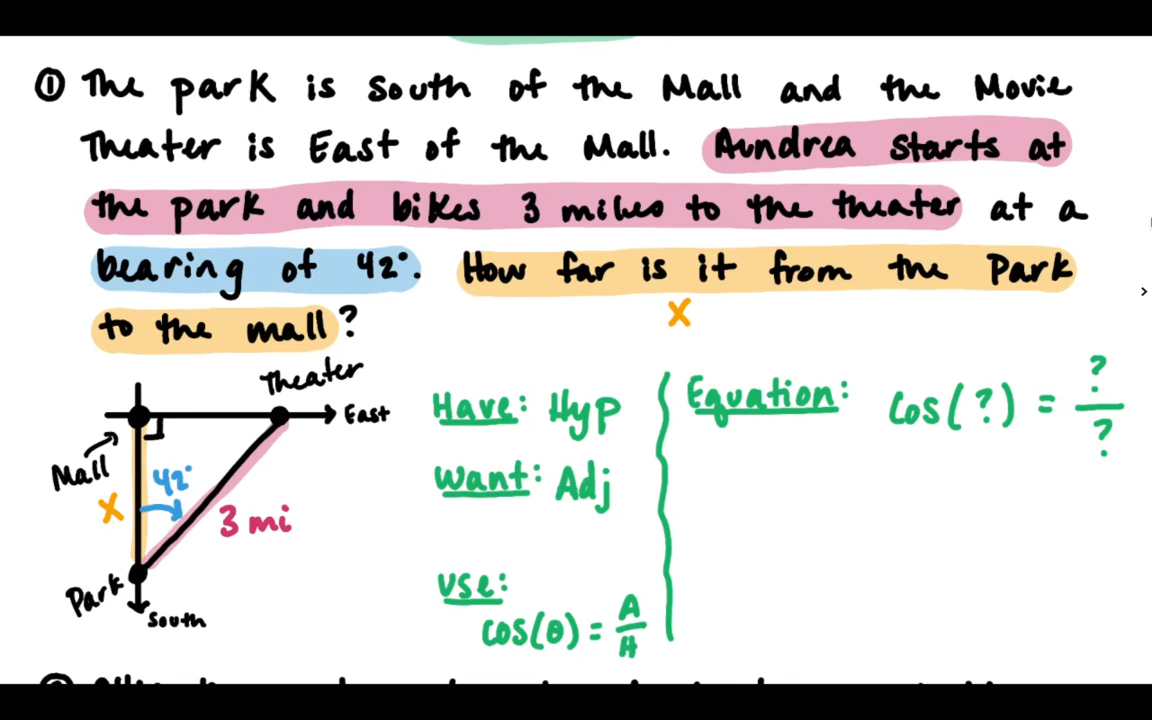 ① The park is South of the Mall and the Movie
Theater is East of the Mall. Aundrea starts at
the park and bikes 3 miles to the theater at a
bearing of 42°. How far is it from the Park
to the mall?
X
Theater
East
Mall
42°
X
3 mi
Park
South
Have: Hyp
Want: Adj
Use:
cos(θ) = A/H
Equation: cos(?) = ?/?